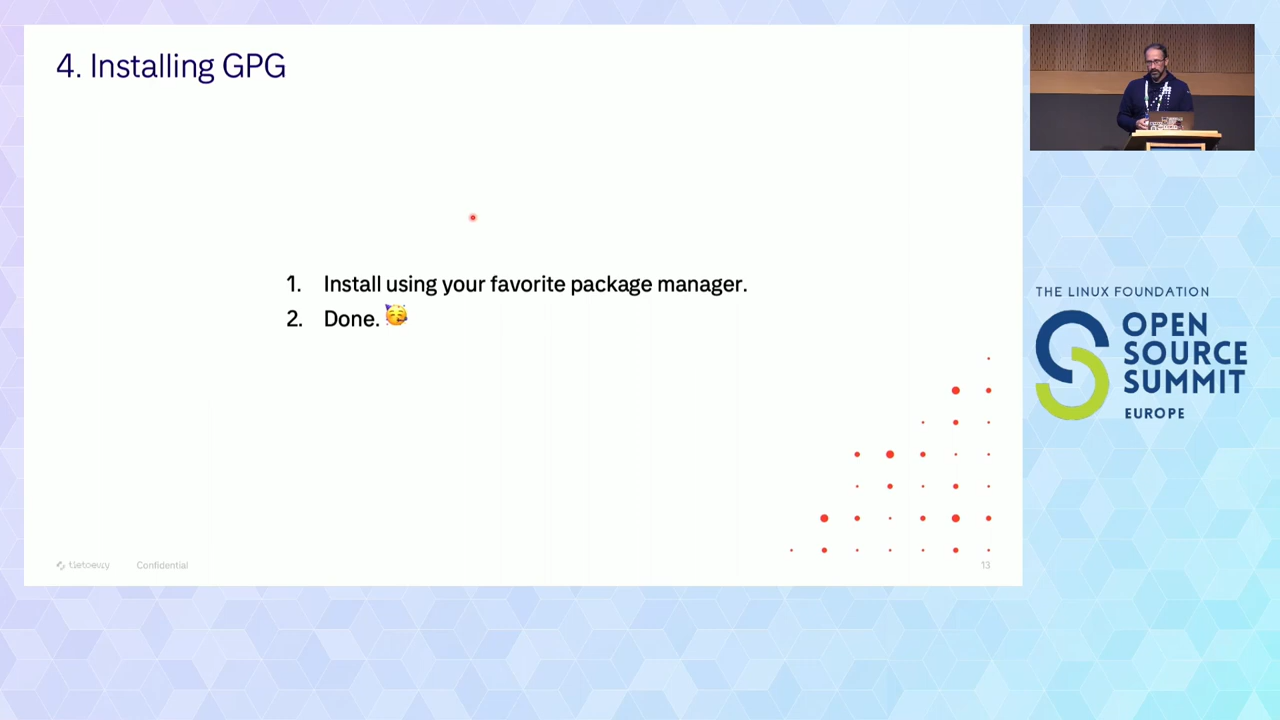 4. Installing GPG
1. Install using your favorite package manager.
2. Done. 🥳
tietoevry
Confidential
13
THE LINUX FOUNDATION
OPEN
SOURCE
SUMMIT
EUROPE